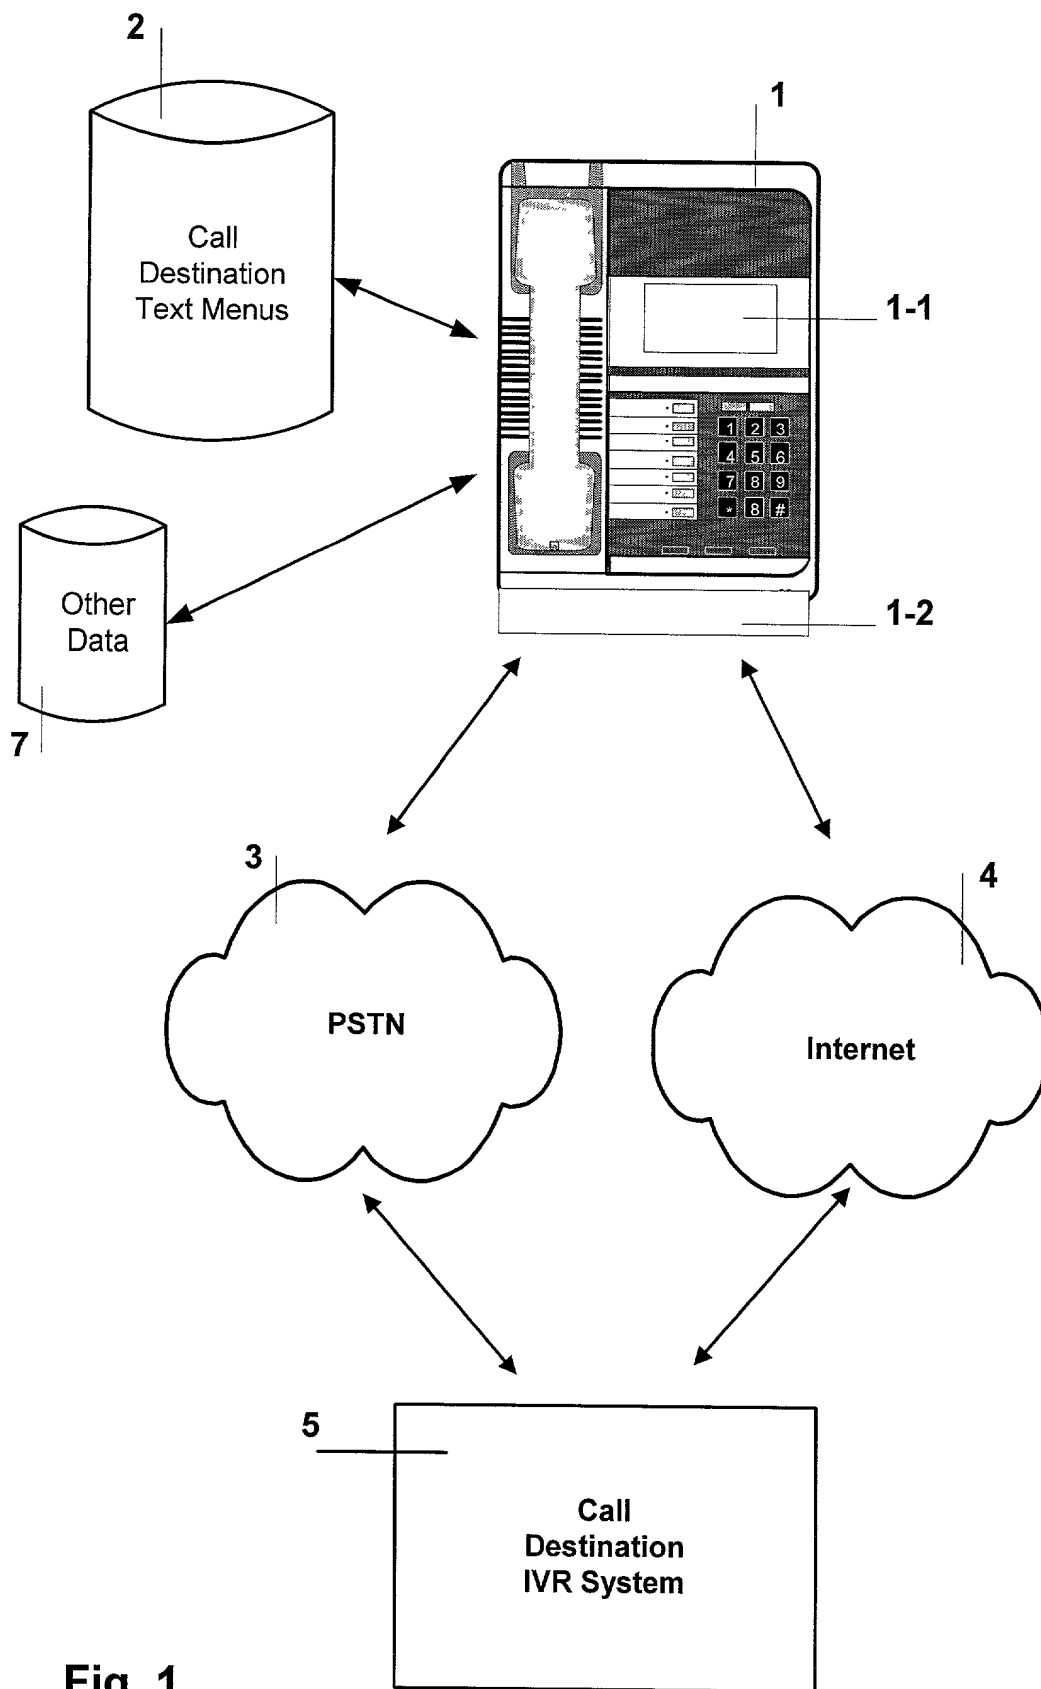 2
1
Call
Destination
Text Menus
1-1
1 2 3
4 5 6
7 8 9
* 8 #
Other
Data
1-2
7
3
4
PSTN
Internet
5
Call
Destination
IVR System
Fig. 1